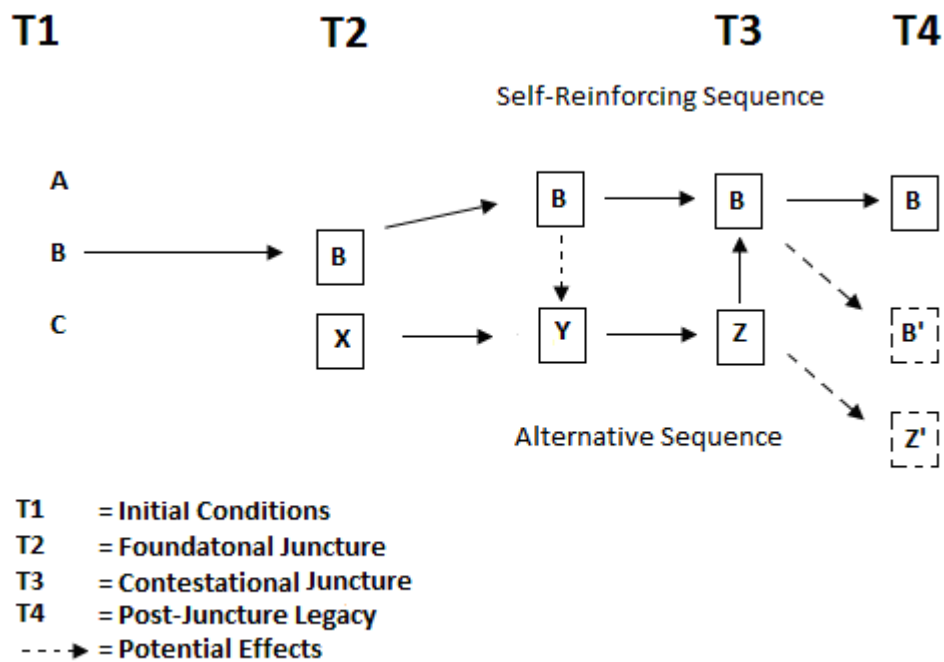 T1 T2 T3 T4
Self-Reinforcing Sequence
A
B B B
B
B
C
X Y Z B'
Alternative Sequence Z'
T1 = Initial Conditions
T2 = Foundatonal Juncture
T3 = Contestational Juncture
T4 = Post-Juncture Legacy
= Potential Effects